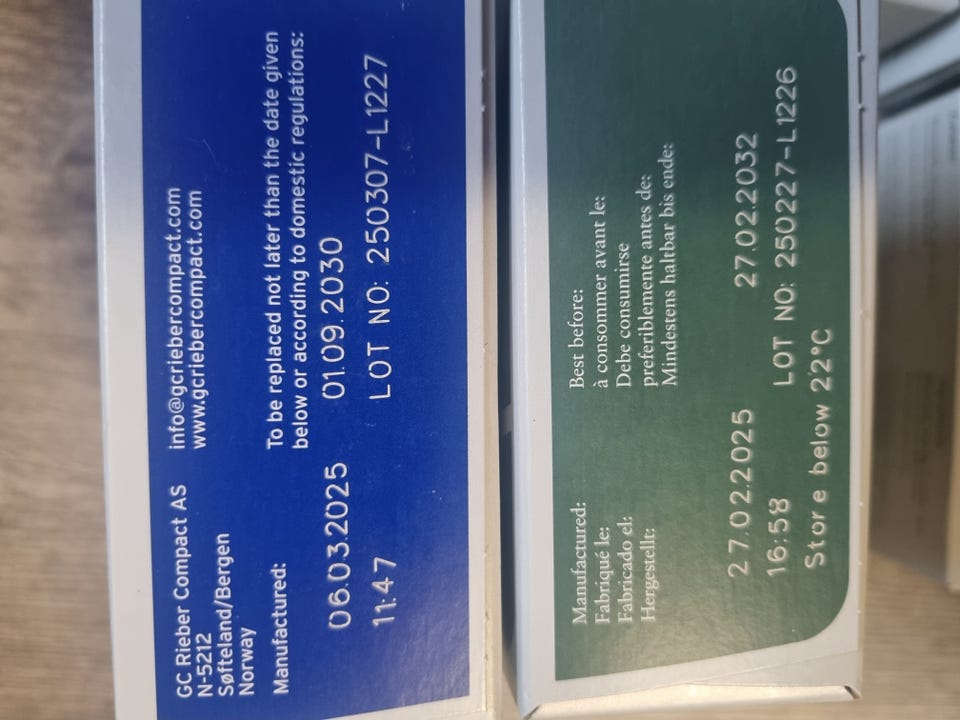 GC Rieber Compact AS
N-5212
Søfteland/Bergen
Norway
info@gcriebercompact.com
www.gcriebercompact.com
Manufactured:
To be replaced not later than the date given
below or according to domestic regulations:
06.03.2025 01.09.2030
11:47 LOT NO: 250307-L1227
Manufactured:
Fabriqué le:
Fabricado el:
Hergestellt:
Best before:
à consommer avant le:
Debe consumirse
preferiblemente antes de:
Mindestens haltbar bis ende:
27.02.2025 27.02.2032
16:58 LOT NO: 250227-L1226
Store below 22°C